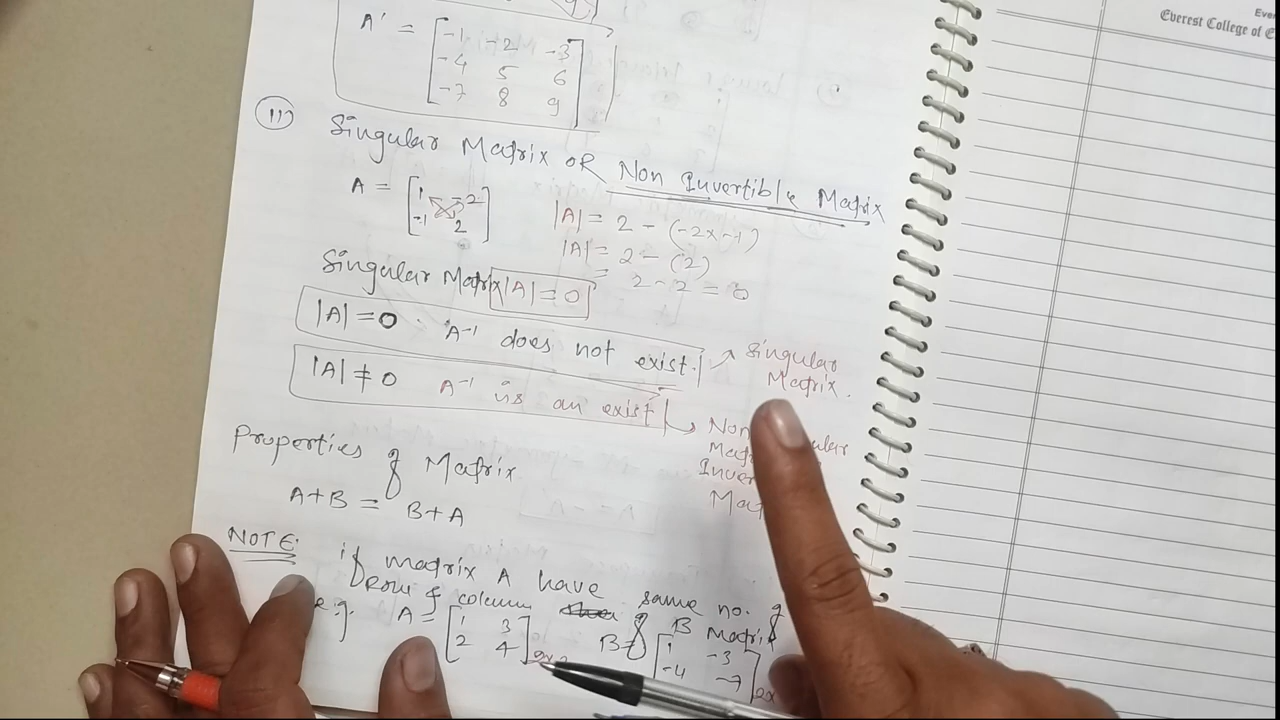 Everest College of E
A' = [ -1 -2 -3
-4 5 6
-7 8 9 ]
III) Singular Matrix OR Non Invertible Matrix
A = [ 1 -2
-1 2 ]
|A| = 2 - (-2x-1)
|A| = 2 - (2)
= 2 - 2 = 0
Singular Matrix |A| = 0
|A| = 0 A⁻¹ does not exist. → Singular Matrix.
|A| ≠ 0 A⁻¹ is an exist → Non
Properties of Matrix
A+B = B+A
NOTE: if matrix A have same no. of
Row & column of B Matrix
e.g. A = [ 1 3
2 4 ]
B = [ 1 -3
-4 -7 ]